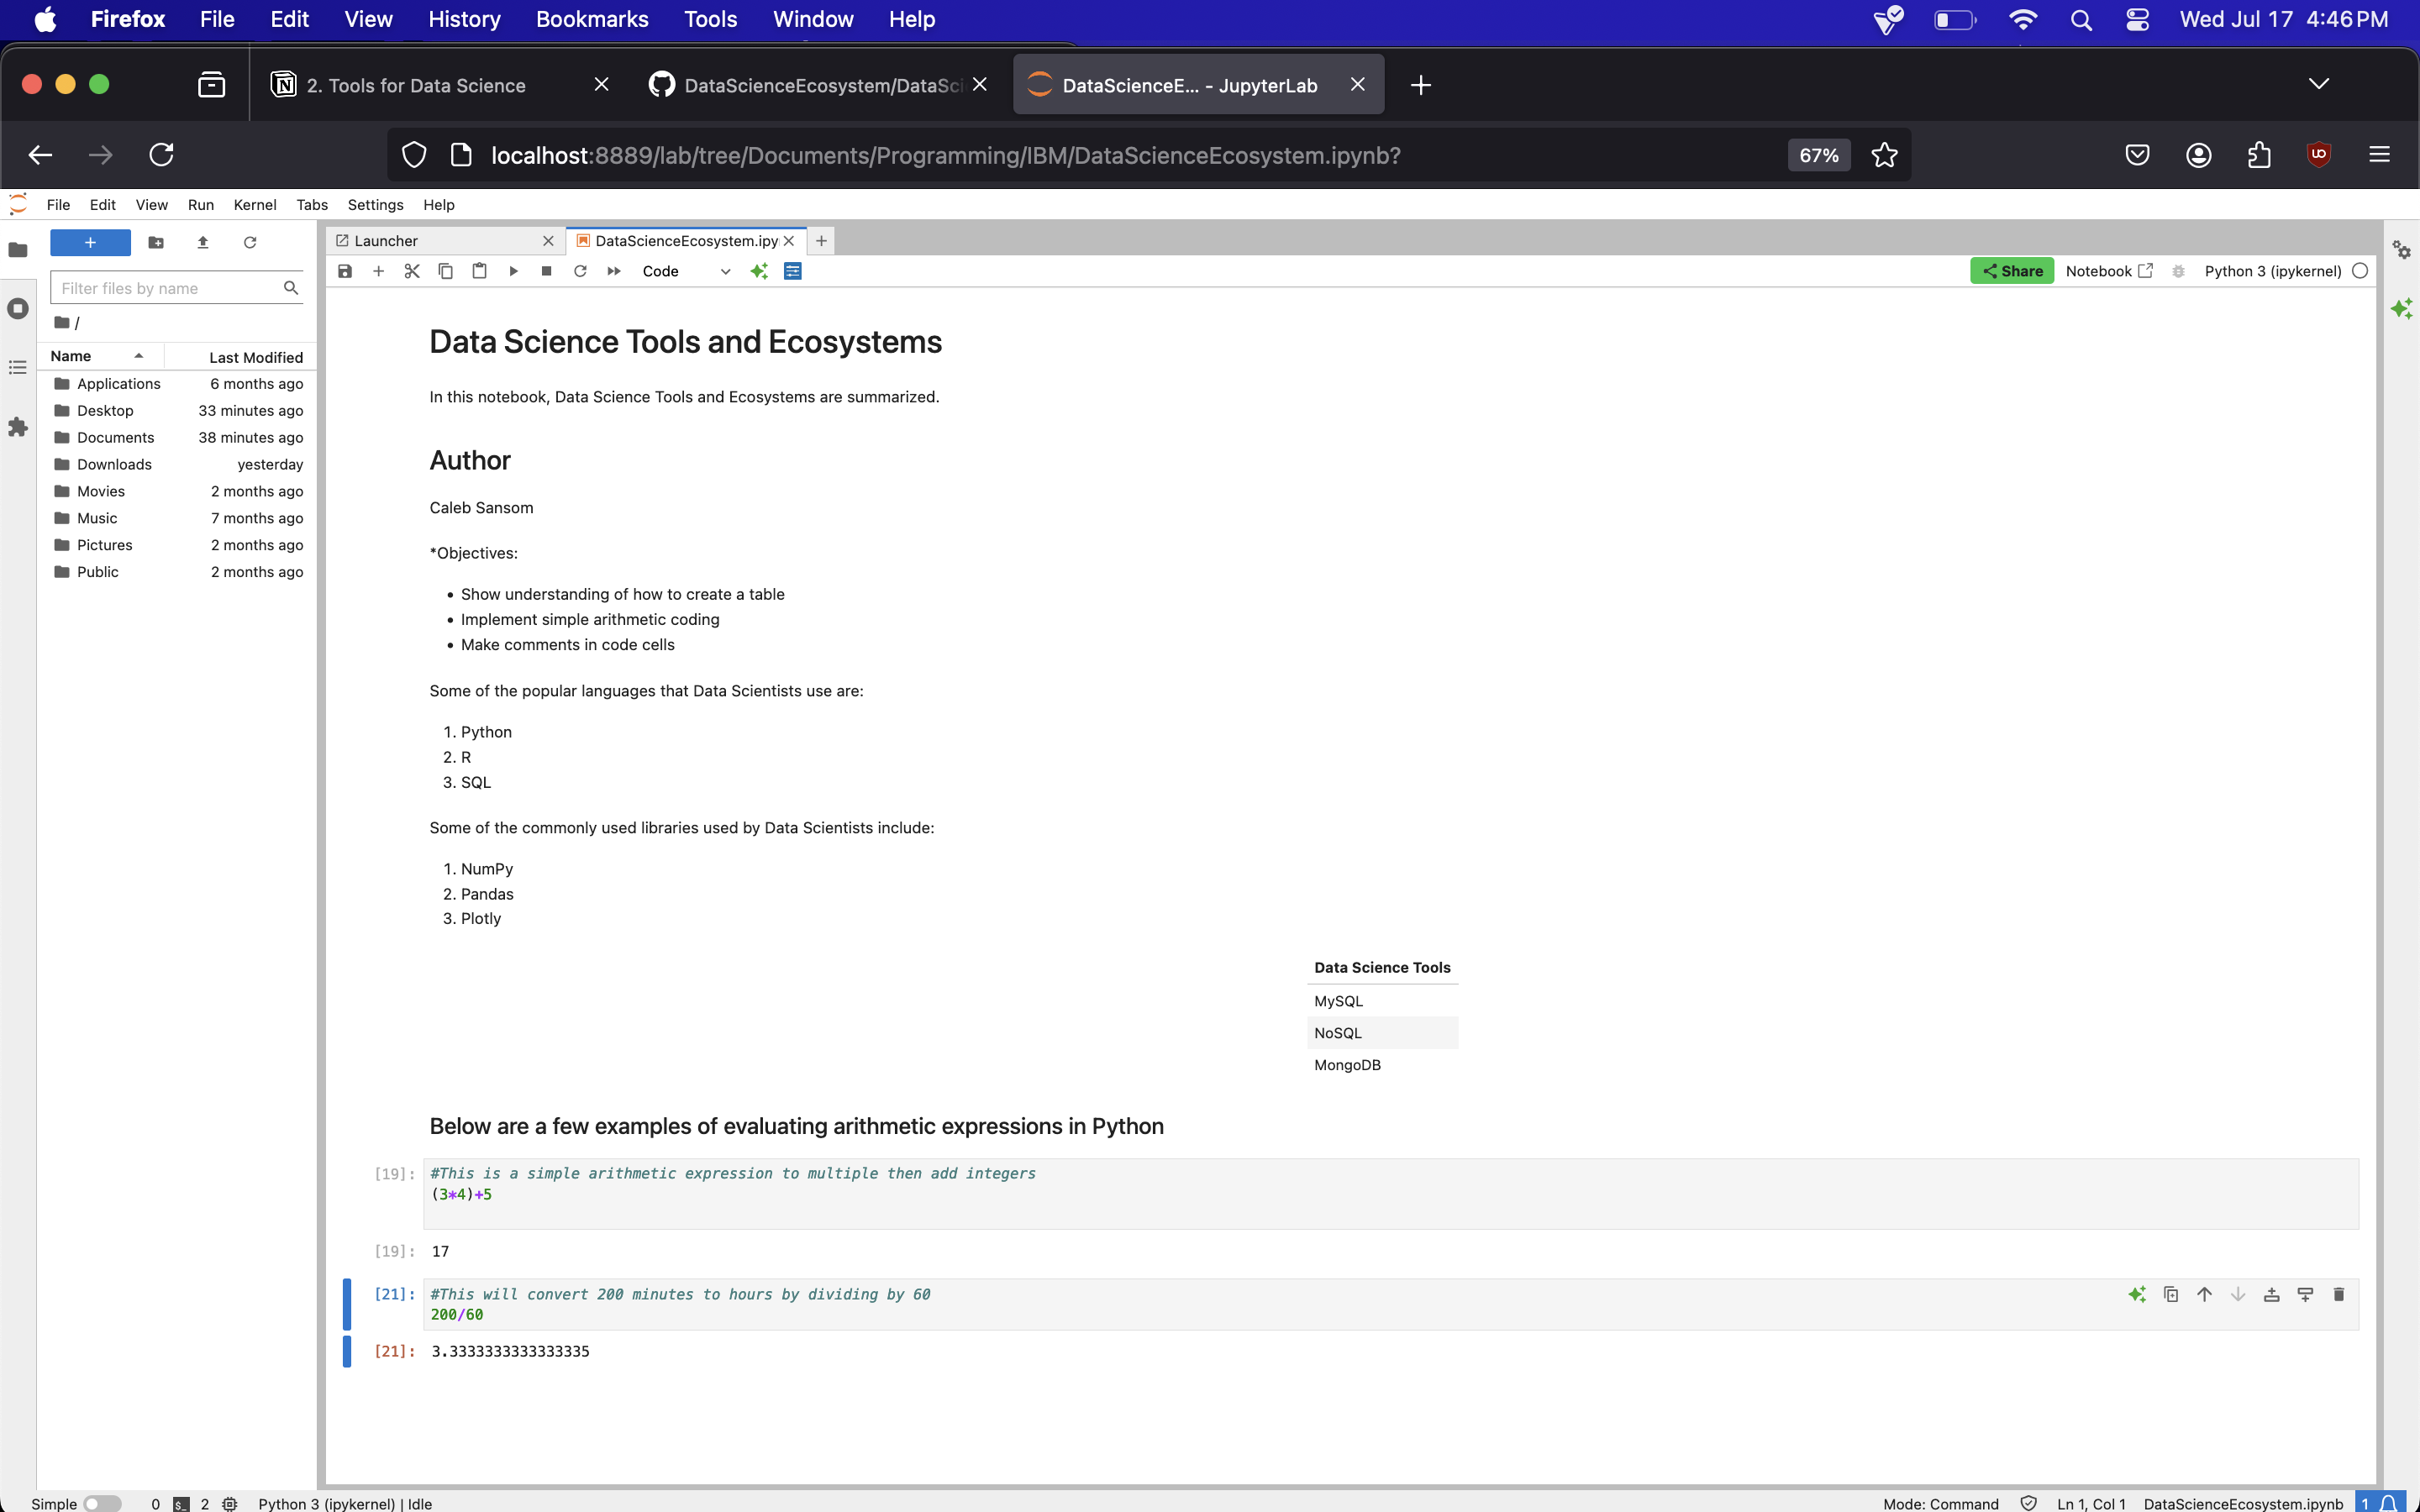 Firefox File Edit View History Bookmarks Tools Window Help Wed Jul 17 4:46 PM
2. Tools for Data Science DataScienceEcosystem/DataSci DataScienceE... - JupyterLab
localhost:8889/lab/tree/Documents/Programming/IBM/DataScienceEcosystem.ipynb? 67%
File Edit View Run Kernel Tabs Settings Help
Launcher DataScienceEcosystem.ipy
Code Share Notebook Python 3 (ipykernel)
Filter files by name
/
Name Last Modified
Applications 6 months ago
Desktop 33 minutes ago
Documents 38 minutes ago
Downloads yesterday
Movies 2 months ago
Music 7 months ago
Pictures 2 months ago
Public 2 months ago
Data Science Tools and Ecosystems
In this notebook, Data Science Tools and Ecosystems are summarized.
Author
Caleb Sansom
*Objectives:
• Show understanding of how to create a table
• Implement simple arithmetic coding
• Make comments in code cells
Some of the popular languages that Data Scientists use are:
1. Python
2. R
3. SQL
Some of the commonly used libraries used by Data Scientists include:
1. NumPy
2. Pandas
3. Plotly
Data Science Tools
MySQL
NoSQL
MongoDB
Below are a few examples of evaluating arithmetic expressions in Python
[19]: #This is a simple arithmetic expression to multiple then add integers
(3*4)+5
[19]: 17
[21]: #This will convert 200 minutes to hours by dividing by 60
200/60
[21]: 3.3333333333333335
Simple 0 2 Python 3 (ipykernel) | Idle Mode: Command Ln 1, Col 1 DataScienceEcosystem.ipynb 1